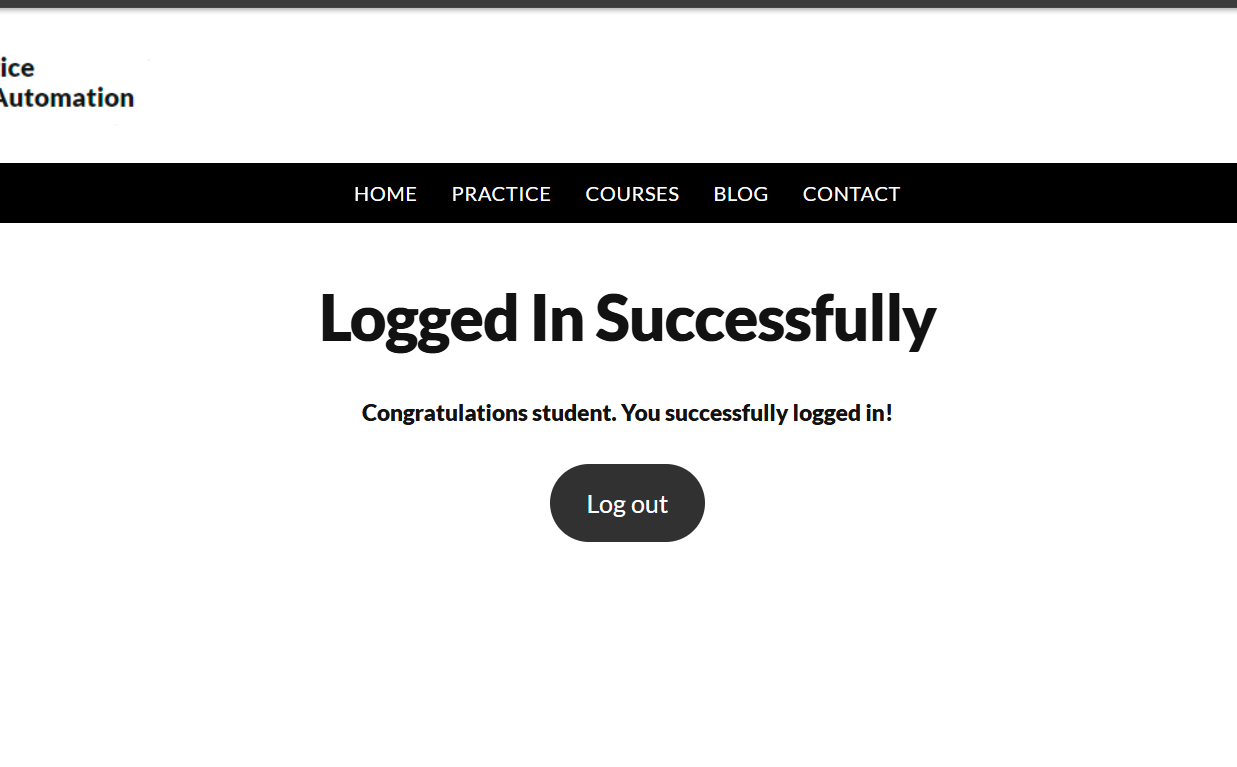 ice
Automation
HOME PRACTICE COURSES BLOG CONTACT
Logged In Successfully
Congratulations student. You successfully logged in!
Log out